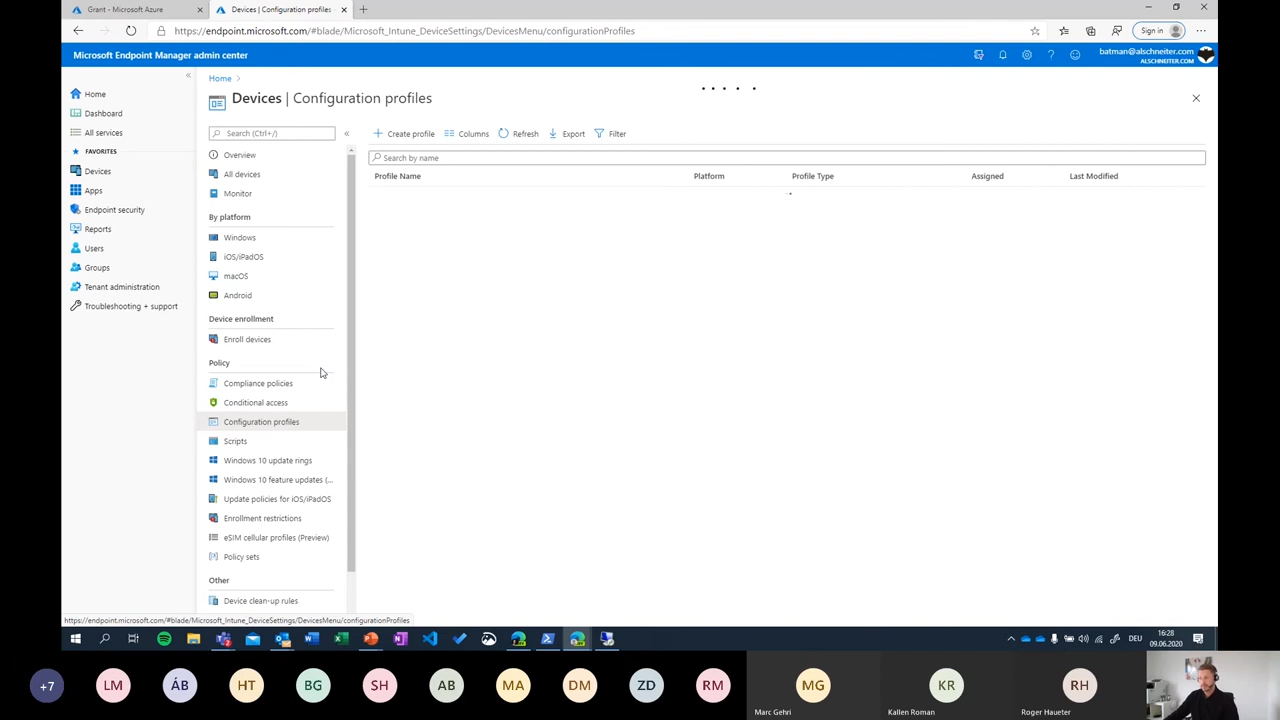 Grant - Microsoft Azure
Devices | Configuration profiles -
https://endpoint.microsoft.com/#blade/Microsoft_Intune_DeviceSettings/DevicesMenu/configurationProfiles
Sign in
Microsoft Endpoint Manager admin center
batman@alschneiter.com
ALSCHNEITER.COM
Home
Dashboard
All services
FAVORITES
Devices
Apps
Endpoint security
Reports
Users
Groups
Tenant administration
Troubleshooting + support
Home >
Devices | Configuration profiles
Search (Ctrl+/)
Overview
All devices
Monitor
By platform
Windows
iOS/iPadOS
macOS
Android
Device enrollment
Enroll devices
Policy
Compliance policies
Conditional access
Configuration profiles
Scripts
Windows 10 update rings
Windows 10 feature updates (...
Update policies for iOS/iPadOS
Enrollment restrictions
eSIM cellular profiles (Preview)
Policy sets
Other
Device clean-up rules
Create profile Columns Refresh Export Filter
Search by name
Profile Name Platform Profile Type Assigned Last Modified
https://endpoint.microsoft.com/#blade/Microsoft_Intune_DeviceSettings/DevicesMenu/configurationProfiles
DEU
16:28
09.06.2020
+7 LM ÁB HT BG SH AB MA DM ZD RM MG KR RH
Marc Gehri Kallen Roman Roger Haueter